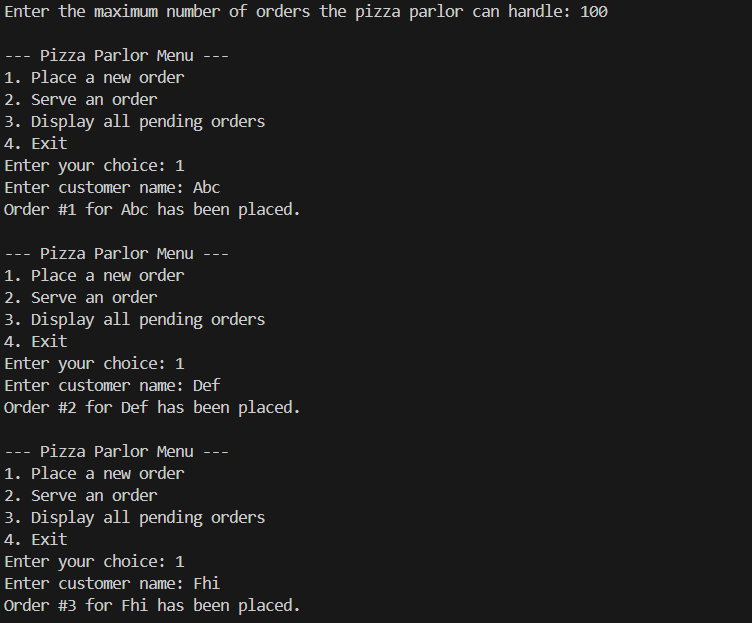 Enter the maximum number of orders the pizza parlor can handle: 100
--- Pizza Parlor Menu ---
1. Place a new order
2. Serve an order
3. Display all pending orders
4. Exit
Enter your choice: 1
Enter customer name: Abc
Order #1 for Abc has been placed.
--- Pizza Parlor Menu ---
1. Place a new order
2. Serve an order
3. Display all pending orders
4. Exit
Enter your choice: 1
Enter customer name: Def
Order #2 for Def has been placed.
--- Pizza Parlor Menu ---
1. Place a new order
2. Serve an order
3. Display all pending orders
4. Exit
Enter your choice: 1
Enter customer name: Fhi
Order #3 for Fhi has been placed.